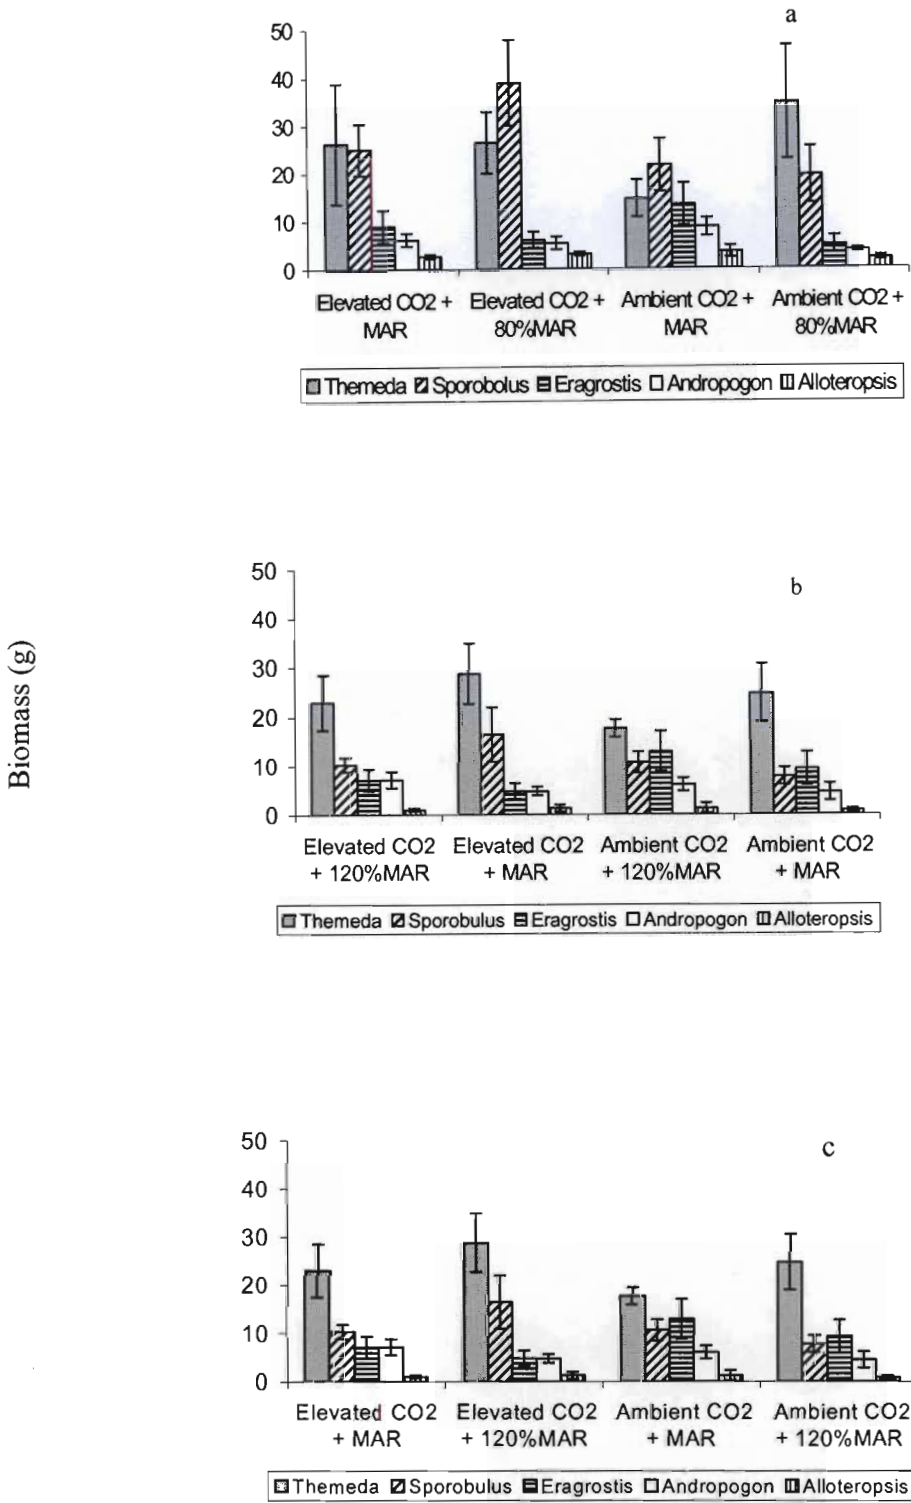 a
50
40
30
20
10
0
Elevated CO2 + Elevated CO2 + Ambient CO2 + Ambient CO2 +
MAR 80%MAR MAR 80%MAR
Themeda Sporobolus Eragrostis Andropogon Alloteropsis
Biomass (g)
b
50
40
30
20
10
0
Elevated CO2 Elevated CO2 Ambient CO2 Ambient CO2
+ 120%MAR + MAR + 120%MAR + MAR
Themeda Sporobulus Eragrostis Andropogon Alloteropsis
c
50
40
30
20
10
0
Elevated CO2 Elevated CO2 Ambient CO2 Ambient CO2
+ MAR + 120%MAR + MAR + 120%MAR
Themeda Sporobulus Eragrostis Andropogon Alloteropsis